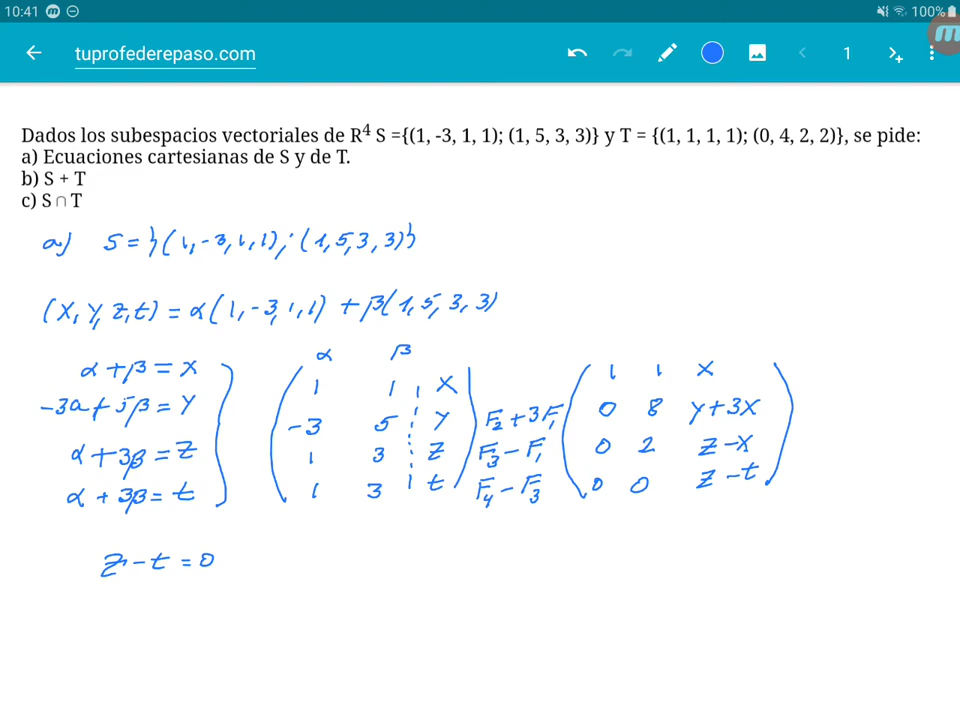 10:41 100%
tuprofederepaso.com 1
Dados los subespacios vectoriales de R⁴ S ={(1, -3, 1, 1); (1, 5, 3, 3)} y T = {(1, 1, 1, 1); (0, 4, 2, 2)}, se pide:
a) Ecuaciones cartesianas de S y de T.
b) S + T
c) S ∩ T
a) S = {(1, -3, 1, 1); (1, 5, 3, 3)}
(x, y, z, t) = α(1, -3, 1, 1) + β(1, 5, 3, 3)
α β
α + β = x 1 1 x 1 1 x
-3α + 5β = y -3 5 y F₂ + 3F₁ 0 8 y+3x
α + 3β = z 1 3 z F₃ - F₁ 0 2 z-x
α + 3β = t 1 3 t F₄ - F₃ 0 0 z-t
z - t = 0